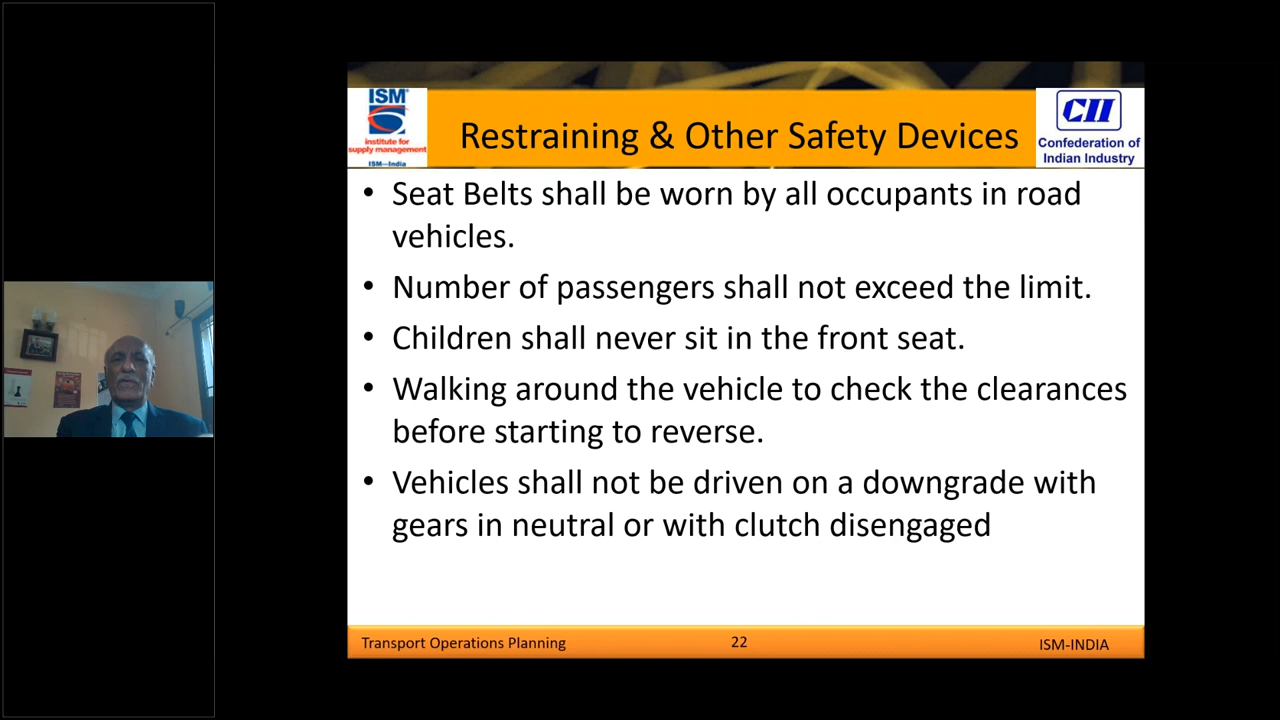 ISM®
institute for
supply management
ISM—India
Restraining & Other Safety Devices
CII
Confederation of
Indian Industry
• Seat Belts shall be worn by all occupants in road
vehicles.
• Number of passengers shall not exceed the limit.
• Children shall never sit in the front seat.
• Walking around the vehicle to check the clearances
before starting to reverse.
• Vehicles shall not be driven on a downgrade with
gears in neutral or with clutch disengaged
Transport Operations Planning
22
ISM-INDIA